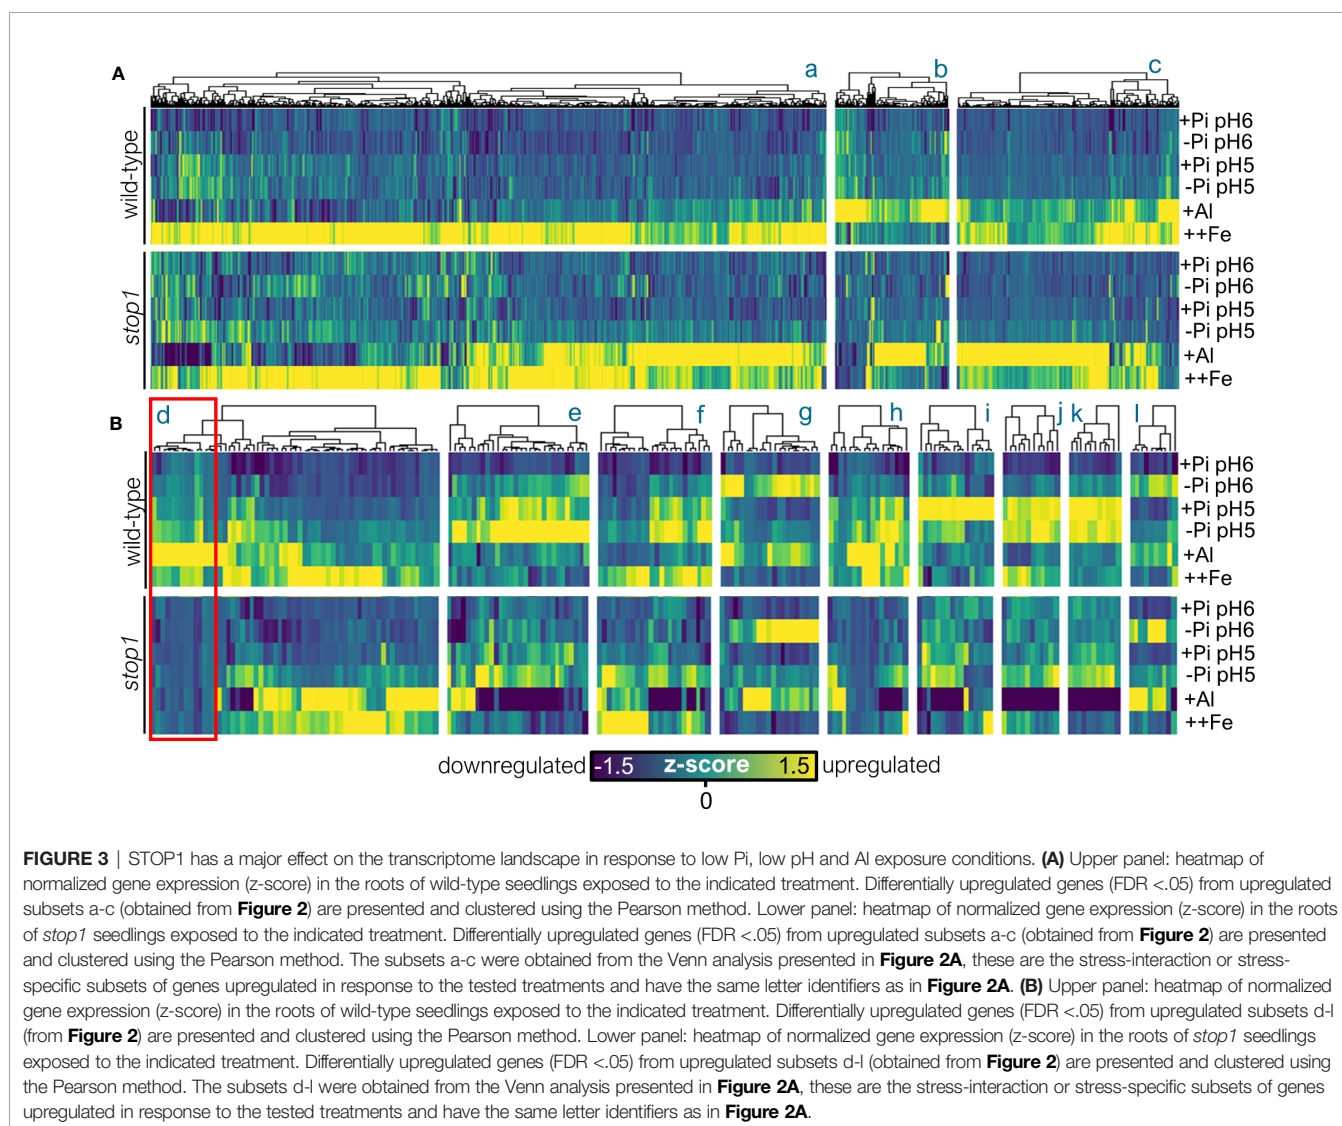 A
a
b
c
wild-type
+Pi pH6
-Pi pH6
+Pi pH5
-Pi pH5
+Al
++Fe
stop1
+Pi pH6
-Pi pH6
+Pi pH5
-Pi pH5
+Al
++Fe
B
d
e
f
g
h
i
j
k
l
wild-type
+Pi pH6
-Pi pH6
+Pi pH5
-Pi pH5
+Al
++Fe
stop1
+Pi pH6
-Pi pH6
+Pi pH5
-Pi pH5
+Al
++Fe
downregulated -1.5 z-score 1.5 upregulated
0
FIGURE 3 | STOP1 has a major effect on the transcriptome landscape in response to low Pi, low pH and Al exposure conditions. (A) Upper panel: heatmap of
normalized gene expression (z-score) in the roots of wild-type seedlings exposed to the indicated treatment. Differentially upregulated genes (FDR <.05) from upregulated
subsets a-c (obtained from Figure 2) are presented and clustered using the Pearson method. Lower panel: heatmap of normalized gene expression (z-score) in the roots
of stop1 seedlings exposed to the indicated treatment. Differentially upregulated genes (FDR <.05) from upregulated subsets a-c (obtained from Figure 2) are presented
and clustered using the Pearson method. The subsets a-c were obtained from the Venn analysis presented in Figure 2A, these are the stress-interaction or stress-
specific subsets of genes upregulated in response to the tested treatments and have the same letter identifiers as in Figure 2A. (B) Upper panel: heatmap of normalized
gene expression (z-score) in the roots of wild-type seedlings exposed to the indicated treatment. Differentially upregulated genes (FDR <.05) from upregulated subsets d-l
(from Figure 2) are presented and clustered using the Pearson method. Lower panel: heatmap of normalized gene expression (z-score) in the roots of stop1 seedlings
exposed to the indicated treatment. Differentially upregulated genes (FDR <.05) from upregulated subsets d-l (obtained from Figure 2) are presented and clustered using
the Pearson method. The subsets d-l were obtained from the Venn analysis presented in Figure 2A, these are the stress-interaction or stress-specific subsets of genes
upregulated in response to the tested treatments and have the same letter identifiers as in Figure 2A.